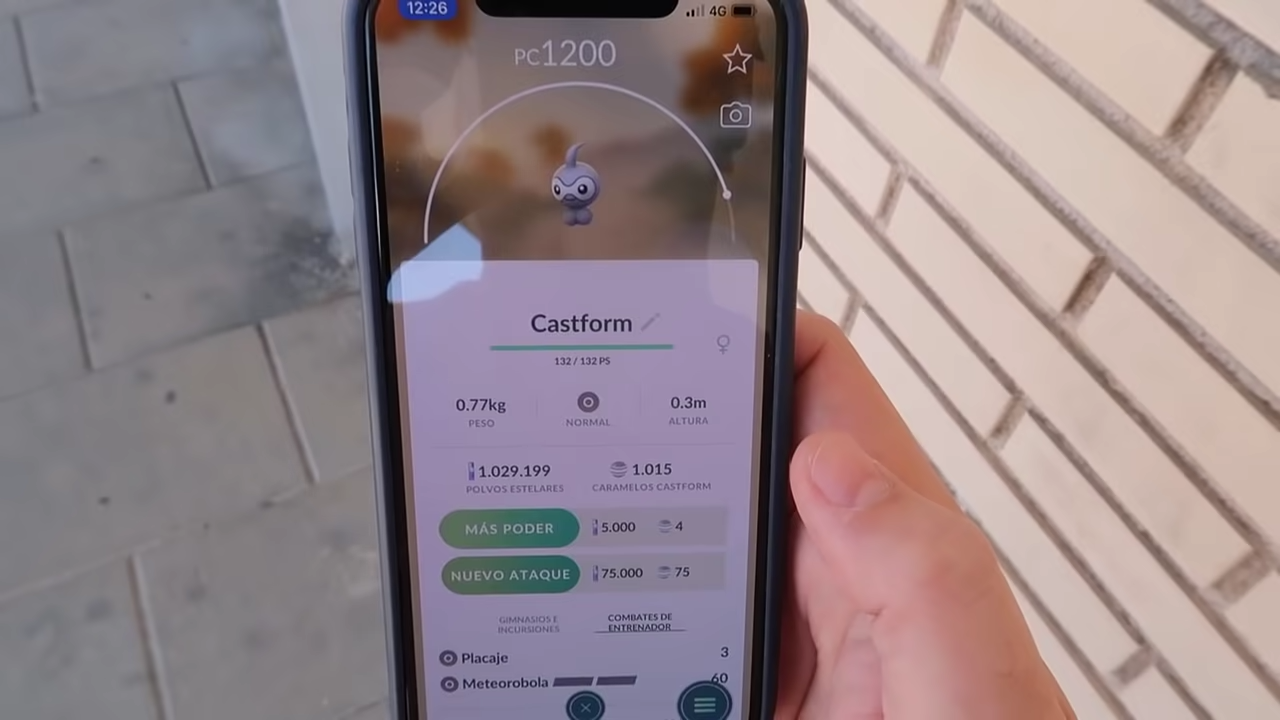 12:26
4G
PC1200
Castform
132 / 132 PS
0.77kg
PESO
NORMAL
0.3m
ALTURA
1.029.199
POLVOS ESTELARES
1.015
CARAMELOS CASTFORM
MÁS PODER
5.000
4
NUEVO ATAQUE
75.000
75
GIMNASIOS E
INCURSIONES
COMBATES DE
ENTRENADOR
Placaje
3
Meteorobola
60